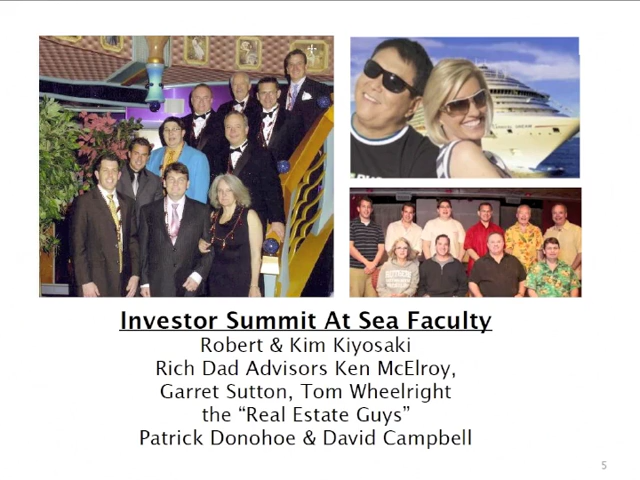 Investor Summit At Sea Faculty
Robert & Kim Kiyosaki
Rich Dad Advisors Ken McElroy,
Garret Sutton, Tom Wheelright
the “Real Estate Guys”
Patrick Donohoe & David Campbell
5